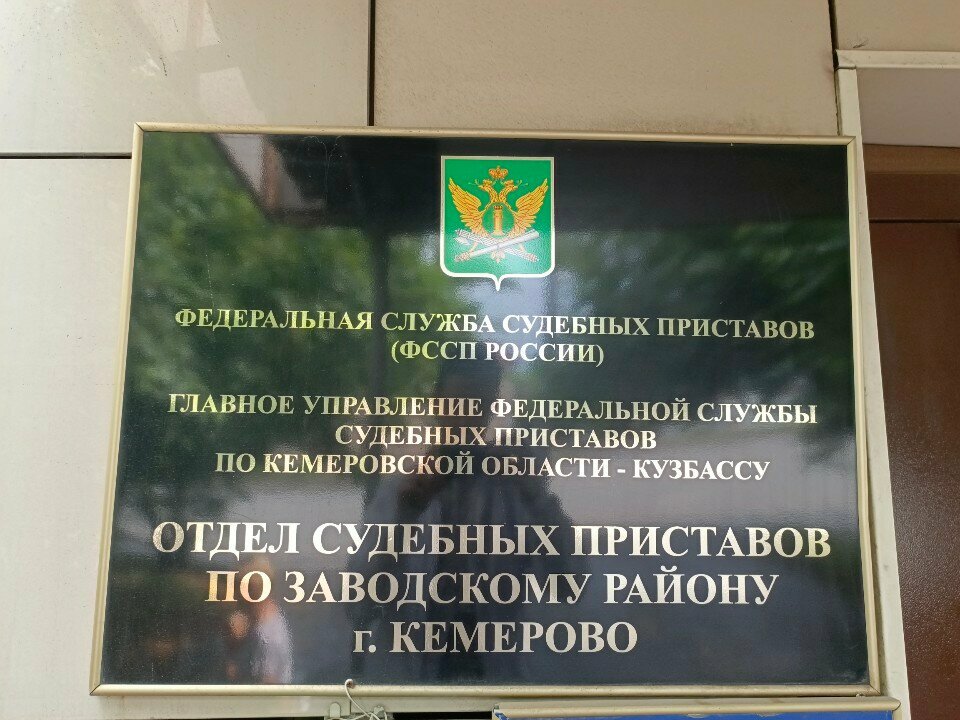 ФЕДЕРАЛЬНАЯ СЛУЖБА СУДЕБНЫХ ПРИСТАВОВ
(ФССП РОССИИ)
ГЛАВНОЕ УПРАВЛЕНИЕ ФЕДЕРАЛЬНОЙ СЛУЖБЫ
СУДЕБНЫХ ПРИСТАВОВ
ПО КЕМЕРОВСКОЙ ОБЛАСТИ - КУЗБАССУ
ОТДЕЛ СУДЕБНЫХ ПРИСТАВОВ
ПО ЗАВОДСКОМУ РАЙОНУ
г. КЕМЕРОВО